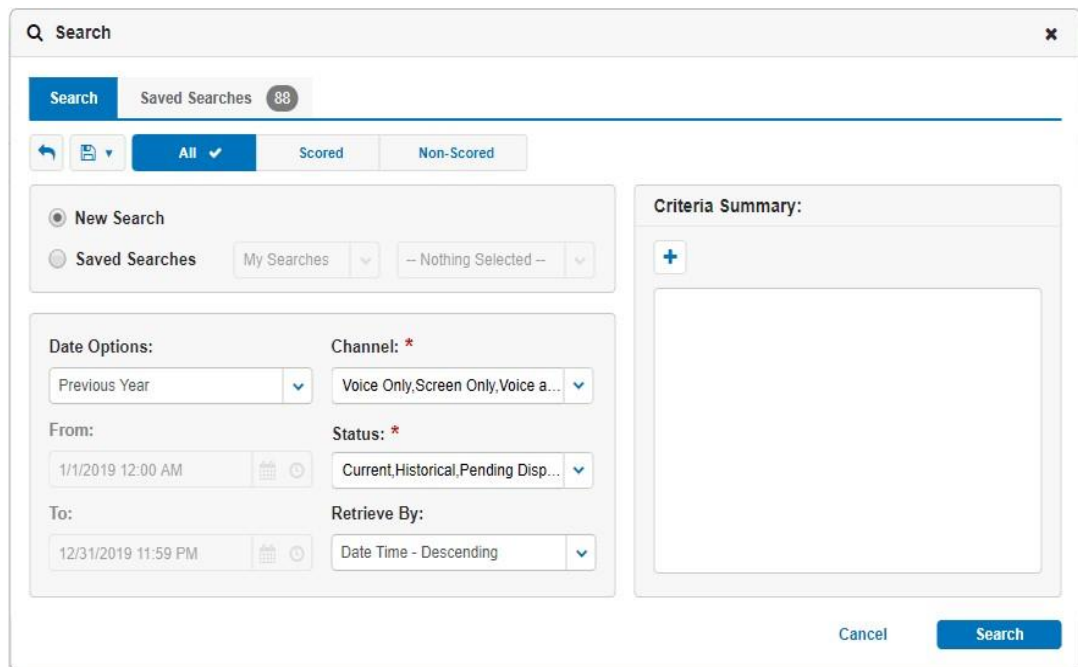 Search
Search Saved Searches 88
All Scored Non-Scored
New Search
Saved Searches My Searches -- Nothing Selected --
Criteria Summary:
Date Options: Channel: *
Previous Year Voice Only,Screen Only,Voice a...
From: Status: *
1/1/2019 12:00 AM Current,Historical,Pending Disp...
To: Retrieve By:
12/31/2019 11:59 PM Date Time - Descending
Cancel Search